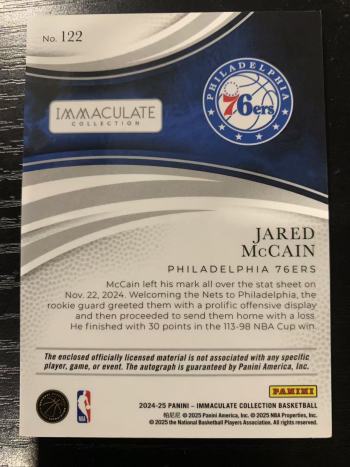 No. 122
IMMACULATE
COLLECTION
PHILADELPHIA
76ers
JARED
McCAIN
PHILADELPHIA 76ERS
McCain left his mark all over the stat sheet on
Nov. 22, 2024. Welcoming the Nets to Philadelphia, the
rookie guard greeted them with a prolific offensive display
and then proceeded to send them home with a loss.
He finished with 30 points in the 113-98 NBA Cup win.
The enclosed officially licensed material is not associated with any specific
player, game, or event. The autograph is guaranteed by Panini America, Inc.
PANINI
2024-25 PANINI – IMMACULATE COLLECTION BASKETBALL
帕尼尼 © 2025 Panini America, Inc. © 2025 NBA Properties, Inc.
© 2025 the National Basketball Players Association. All rights reserved.
NBA